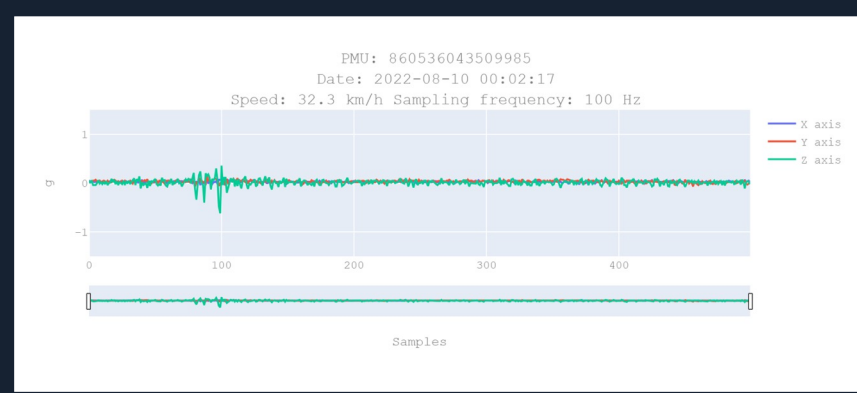 PMU: 860536043509985
Date: 2022-08-10 00:02:17
Speed: 32.3 km/h Sampling frequency: 100 Hz
X axis
Y axis
Z axis
g
1
0
-1
0 100 200 300 400
Samples